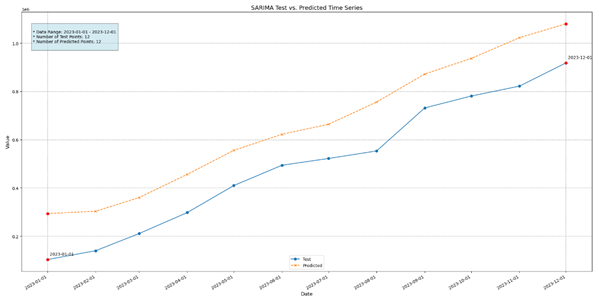 SARIMA Test vs. Predicted Time Series
1e6
* Data Range: 2023-01-01 - 2023-12-01
* Number of Test Points: 12
* Number of Predicted Points: 12
1.0
0.8
0.6
0.4
0.2
Value
2023-12-01
2023-01-01
Test
Predicted
2023-01-01
2023-02-01
2023-03-01
2023-04-01
2023-05-01
2023-06-01
2023-07-01
2023-08-01
2023-09-01
2023-10-01
2023-11-01
2023-12-01
Date